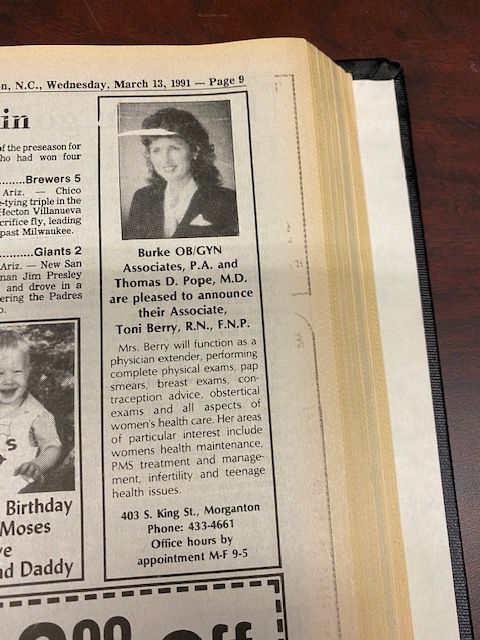 n, N.C., Wednesday, March 13, 1991 — Page 9
in
of the preseason for
ho had won four
........Brewers 5
Ariz. — Chico
e-tying triple in the
Hector Villanueva
crifice fly, leading
past Milwaukee.
..........Giants 2
Ariz. — New San
man Jim Presley
and drove in a
ering the Padres
o.
Burke OB/GYN
Associates, P.A. and
Thomas D. Pope, M.D.
are pleased to announce
their Associate,
Toni Berry, R.N., F.N.P.
Mrs. Berry will function as a
physician extender, performing
complete physical exams, pap
smears, breast exams, con-
traception advice, obstertical
exams and all aspects of
women's health care. Her areas
of particular interest include
womens health maintenance,
PMS treatment and manage-
ment, infertility and teenage
health issues.
403 S. King St., Morganton
Phone: 433-4661
Office hours by
appointment M-F 9-5
S
Birthday
Moses
ve
nd Daddy
00 off